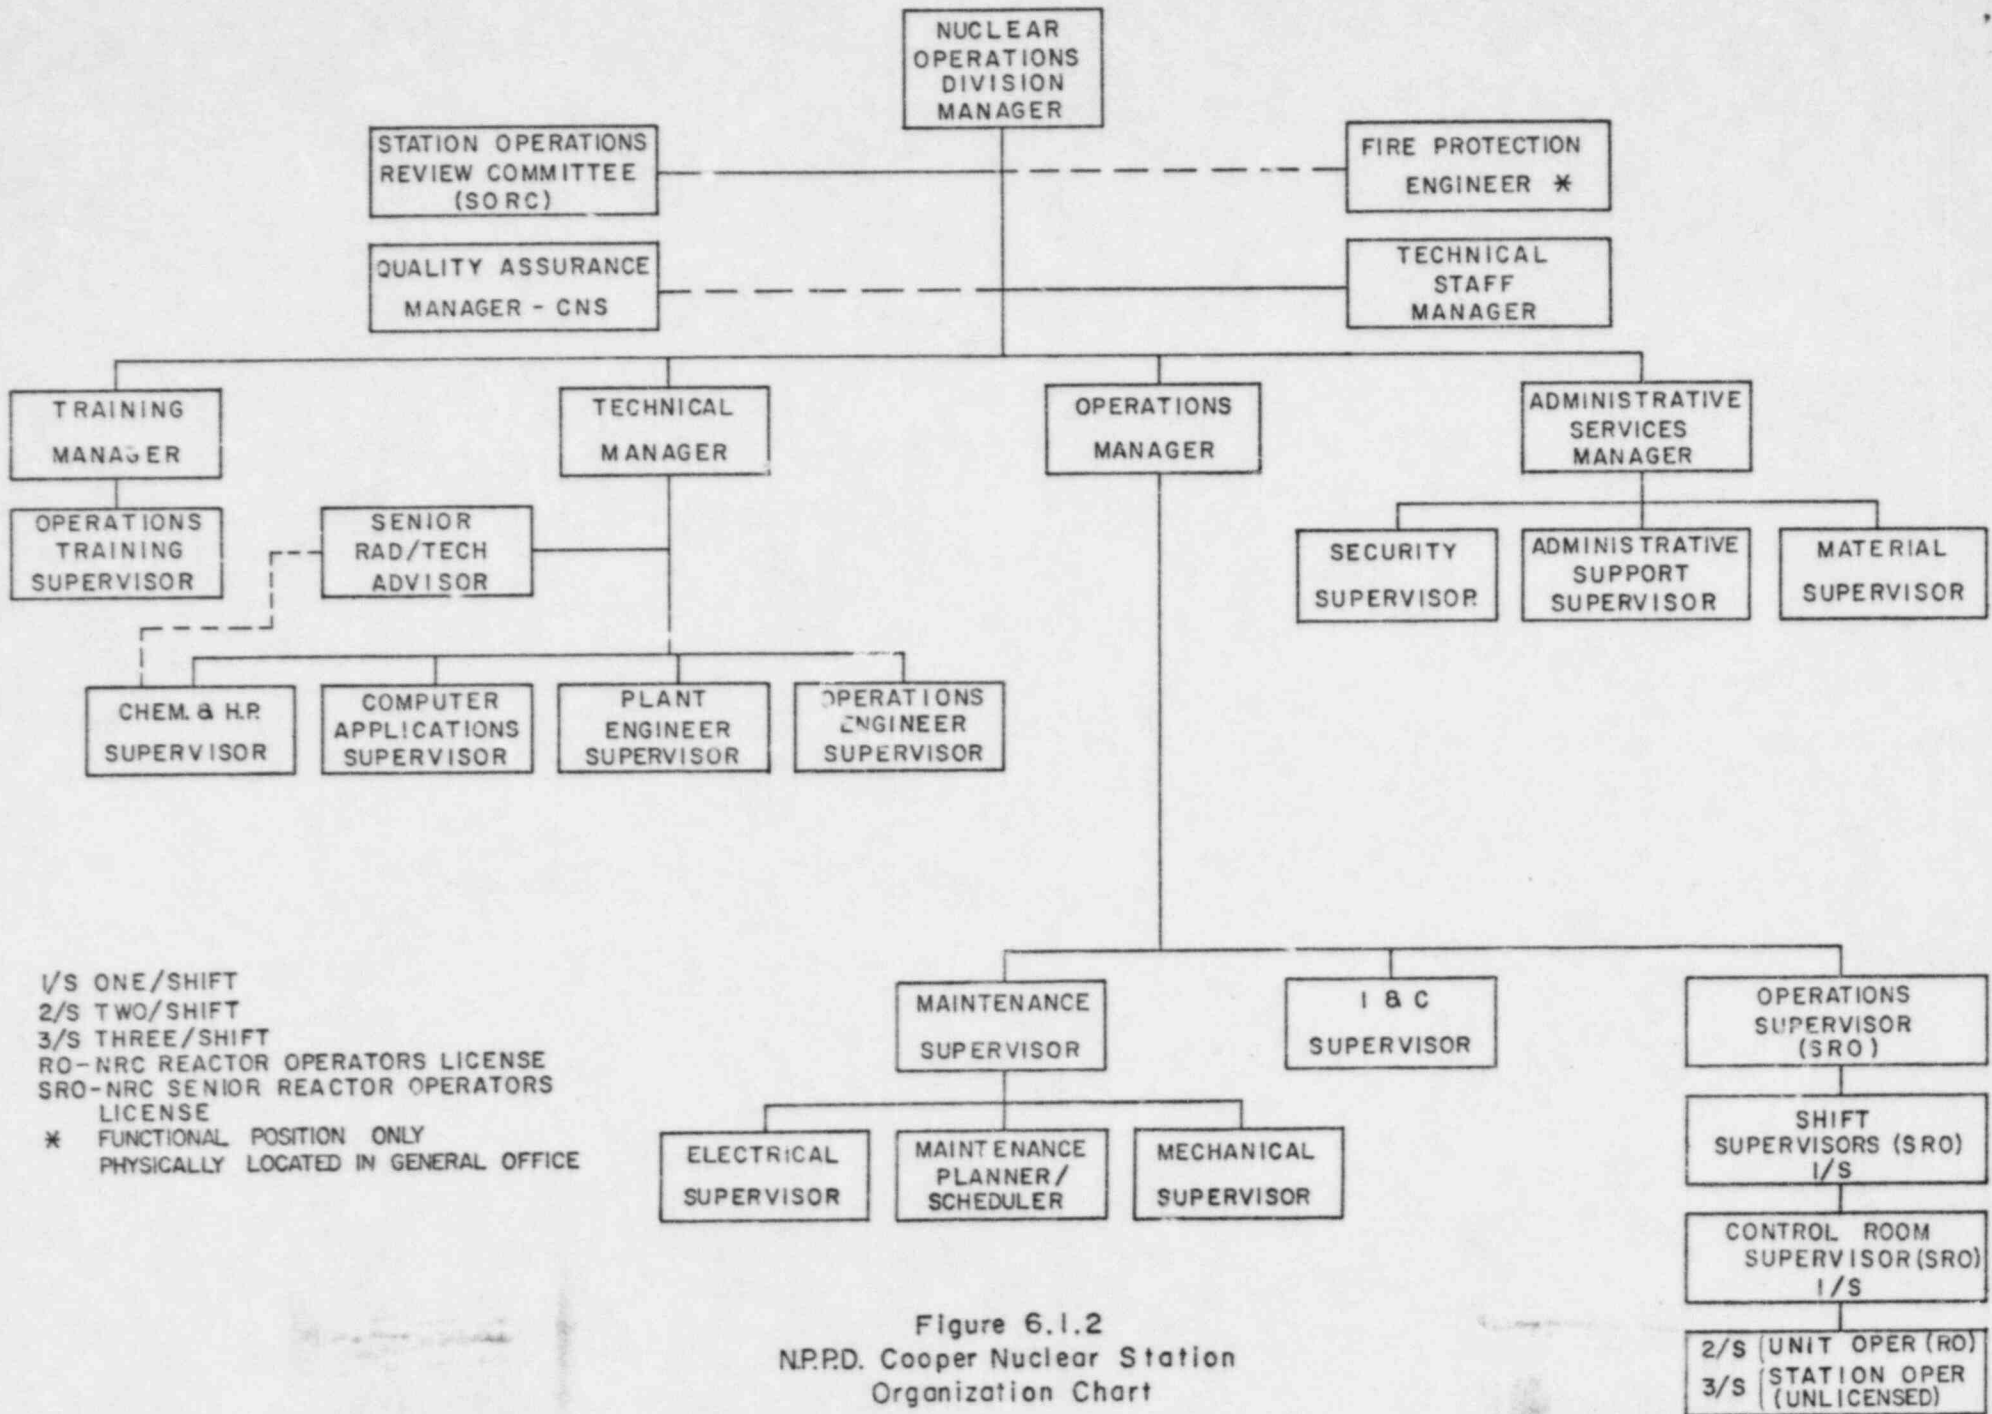 NUCLEAR
OPERATIONS
DIVISION
MANAGER
STATION OPERATIONS
REVIEW COMMITTEE
(SORC)
FIRE PROTECTION
ENGINEER *
QUALITY ASSURANCE
MANAGER - CNS
TECHNICAL
STAFF
MANAGER
TRAINING
MANAGER
TECHNICAL
MANAGER
OPERATIONS
MANAGER
ADMINISTRATIVE
SERVICES
MANAGER
OPERATIONS
TRAINING
SUPERVISOR
SENIOR
RAD/TECH
ADVISOR
SECURITY
SUPERVISOR
ADMINISTRATIVE
SUPPORT
SUPERVISOR
MATERIAL
SUPERVISOR
CHEM. & H.P.
SUPERVISOR
COMPUTER
APPLICATIONS
SUPERVISOR
PLANT
ENGINEER
SUPERVISOR
OPERATIONS
ENGINEER
SUPERVISOR
MAINTENANCE
SUPERVISOR
I & C
SUPERVISOR
OPERATIONS
SUPERVISOR
(SRO)
ELECTRICAL
SUPERVISOR
MAINTENANCE
PLANNER/
SCHEDULER
MECHANICAL
SUPERVISOR
SHIFT
SUPERVISORS (SRO)
1/S
CONTROL ROOM
SUPERVISOR (SRO)
1/S
2/S UNIT OPER (RO)
3/S STATION OPER
(UNLICENSED)
1/S ONE/SHIFT
2/S TWO/SHIFT
3/S THREE/SHIFT
RO-NRC REACTOR OPERATORS LICENSE
SRO-NRC SENIOR REACTOR OPERATORS
LICENSE
* FUNCTIONAL POSITION ONLY
PHYSICALLY LOCATED IN GENERAL OFFICE
Figure 6.1.2
N.P.P.D. Cooper Nuclear Station
Organization Chart